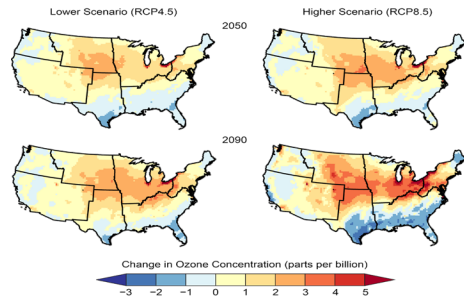 Lower Scenario (RCP4.5)
Higher Scenario (RCP8.5)
2050
2090
Change in Ozone Concentration (parts per billion)
−3 −2 −1 0 1 2 3 4 5